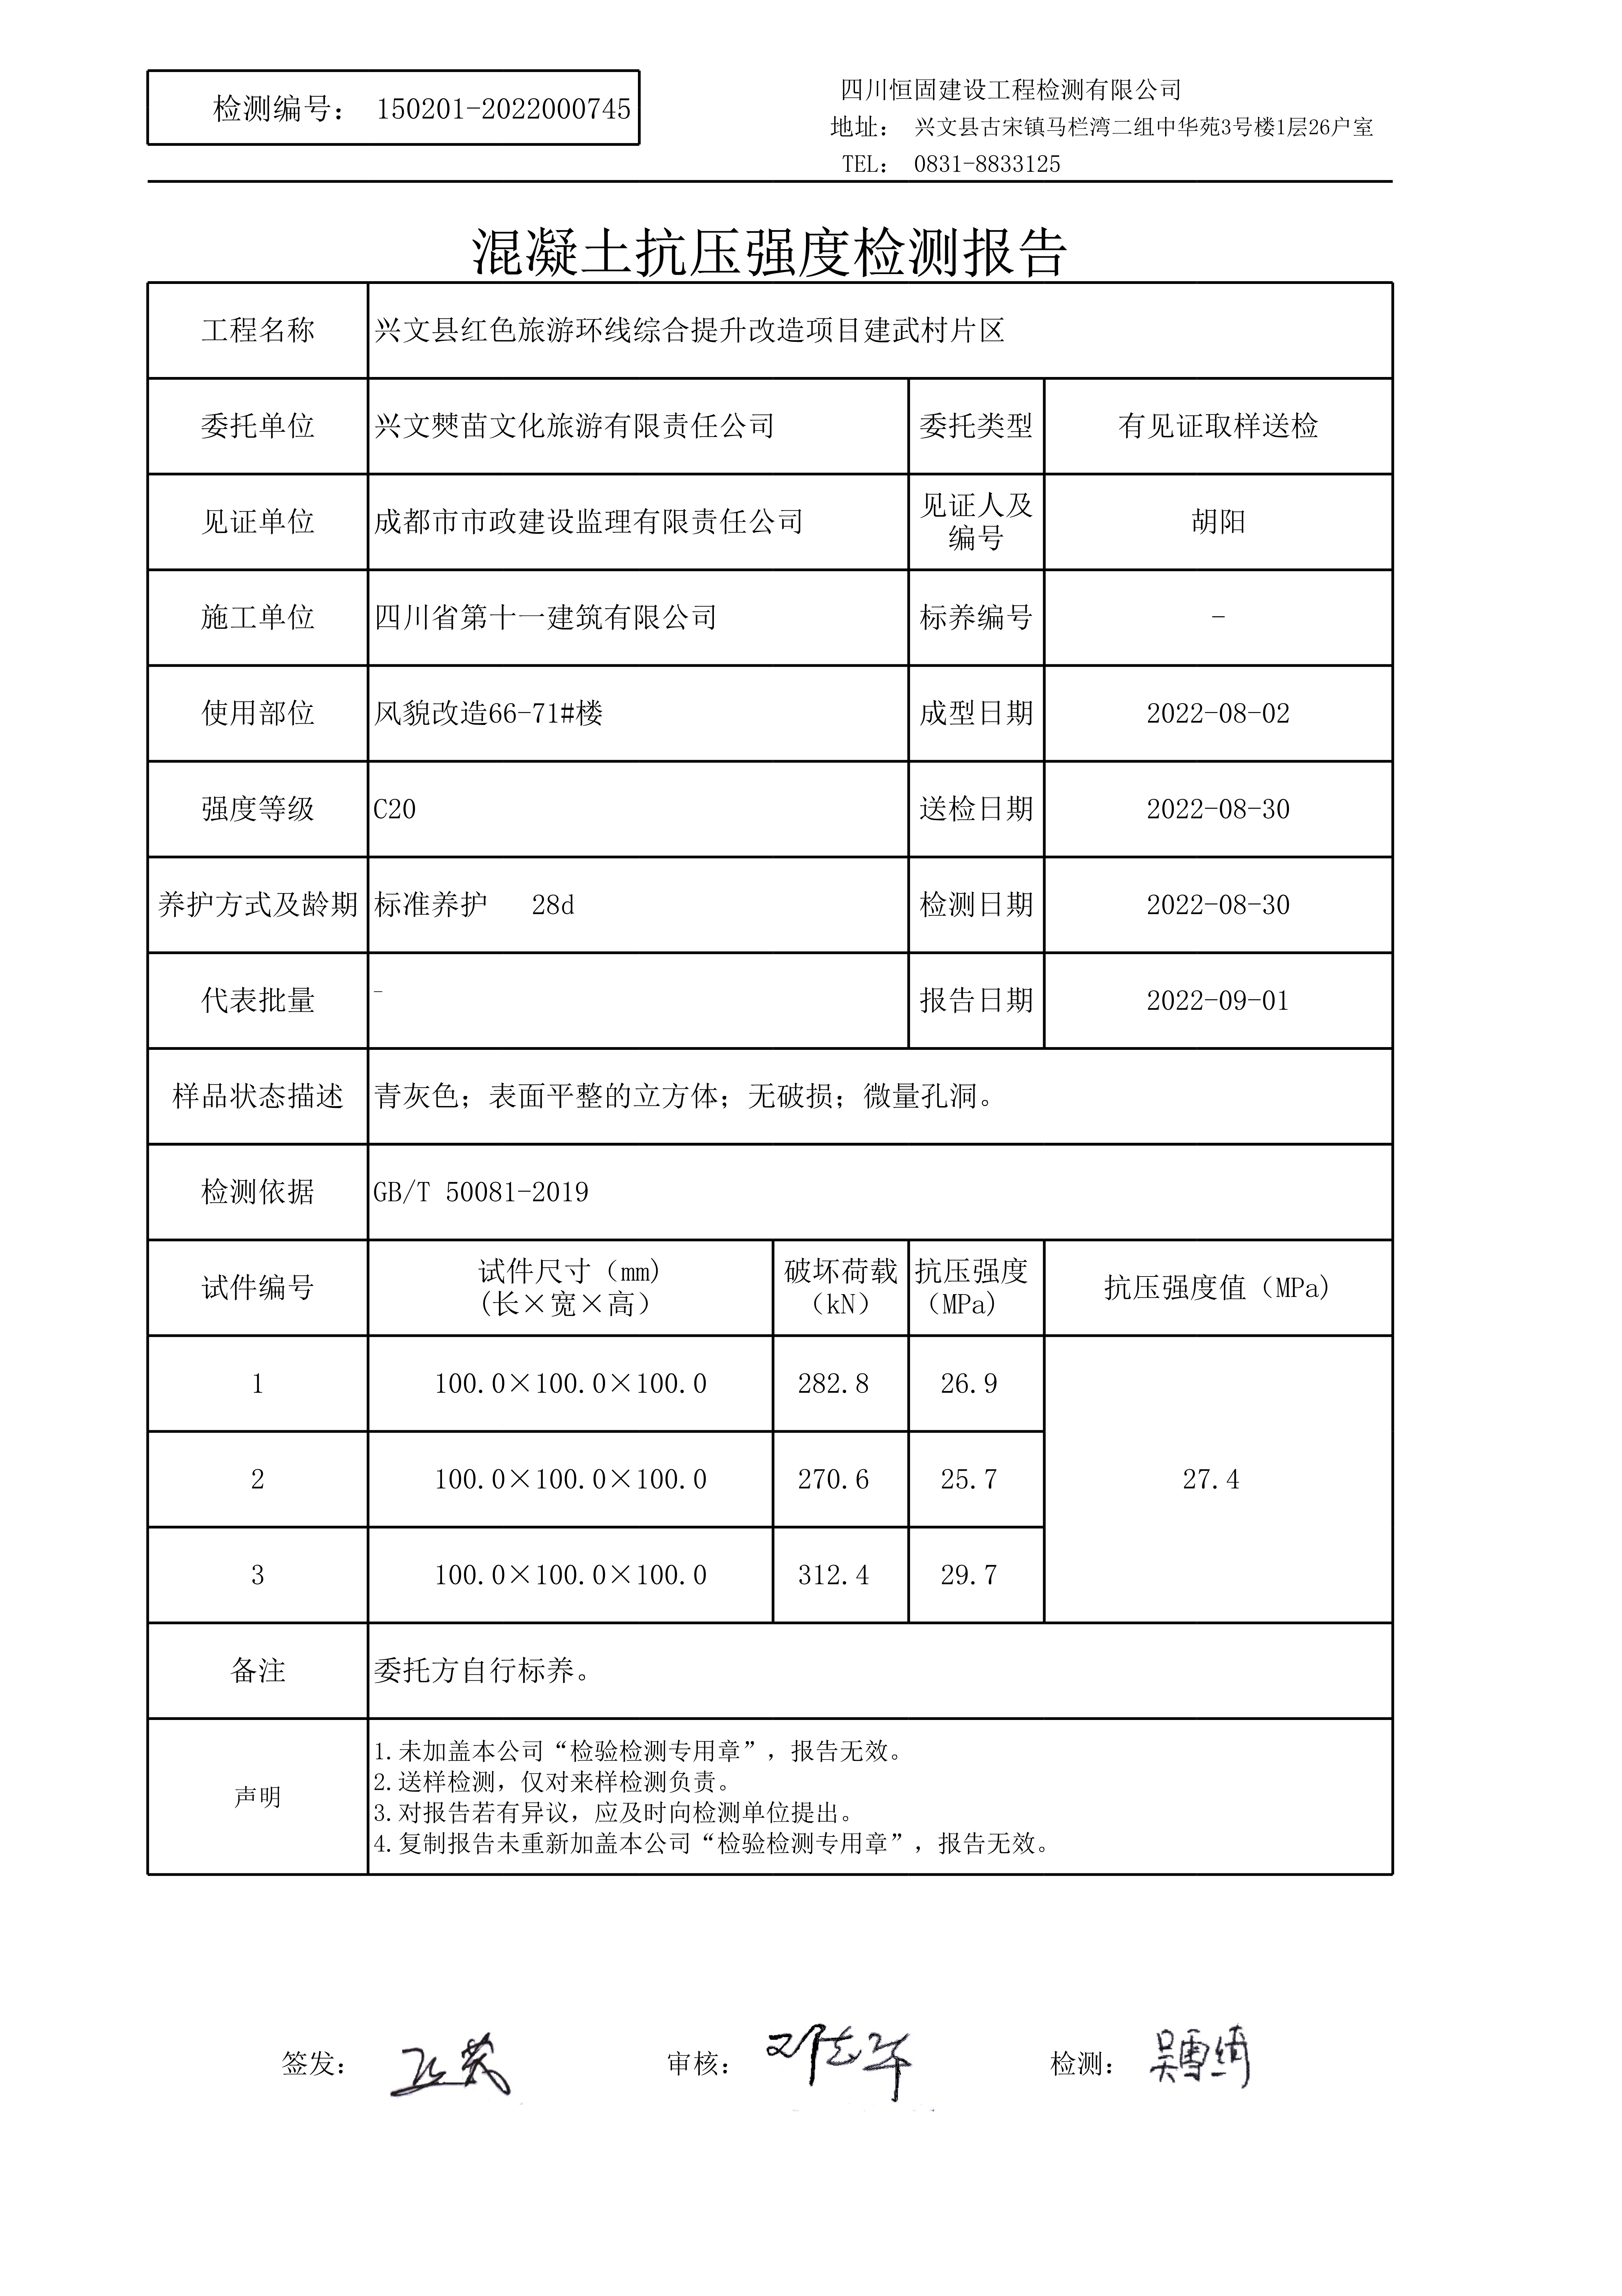 检测编号： 150201-2022000745
四川恒固建设工程检测有限公司
地址： 兴文县古宋镇马栏湾二组中华苑3号楼1层26户室
TEL： 0831-8833125
混凝土抗压强度检测报告
工程名称 兴文县红色旅游环线综合提升改造项目建武村片区
委托单位 兴文僰苗文化旅游有限责任公司 委托类型 有见证取样送检
见证单位 成都市市政建设监理有限责任公司 见证人及编号 胡阳
施工单位 四川省第十一建筑有限公司 标养编号 -
使用部位 风貌改造66-71#楼 成型日期 2022-08-02
强度等级 C20 送检日期 2022-08-30
养护方式及龄期 标准养护 28d 检测日期 2022-08-30
代表批量 - 报告日期 2022-09-01
样品状态描述 青灰色；表面平整的立方体；无破损；微量孔洞。
检测依据 GB/T 50081-2019
试件编号 试件尺寸（mm）(长×宽×高） 破坏荷载（kN） 抗压强度（MPa） 抗压强度值（MPa）
1 100.0×100.0×100.0 282.8 26.9
2 100.0×100.0×100.0 270.6 25.7 27.4
3 100.0×100.0×100.0 312.4 29.7
备注 委托方自行标养。
声明
1.未加盖本公司“检验检测专用章”，报告无效。
2.送样检测，仅对来样检测负责。
3.对报告若有异议，应及时向检测单位提出。
4.复制报告未重新加盖本公司“检验检测专用章”，报告无效。
签发： 审核： 检测： 吴雪绮